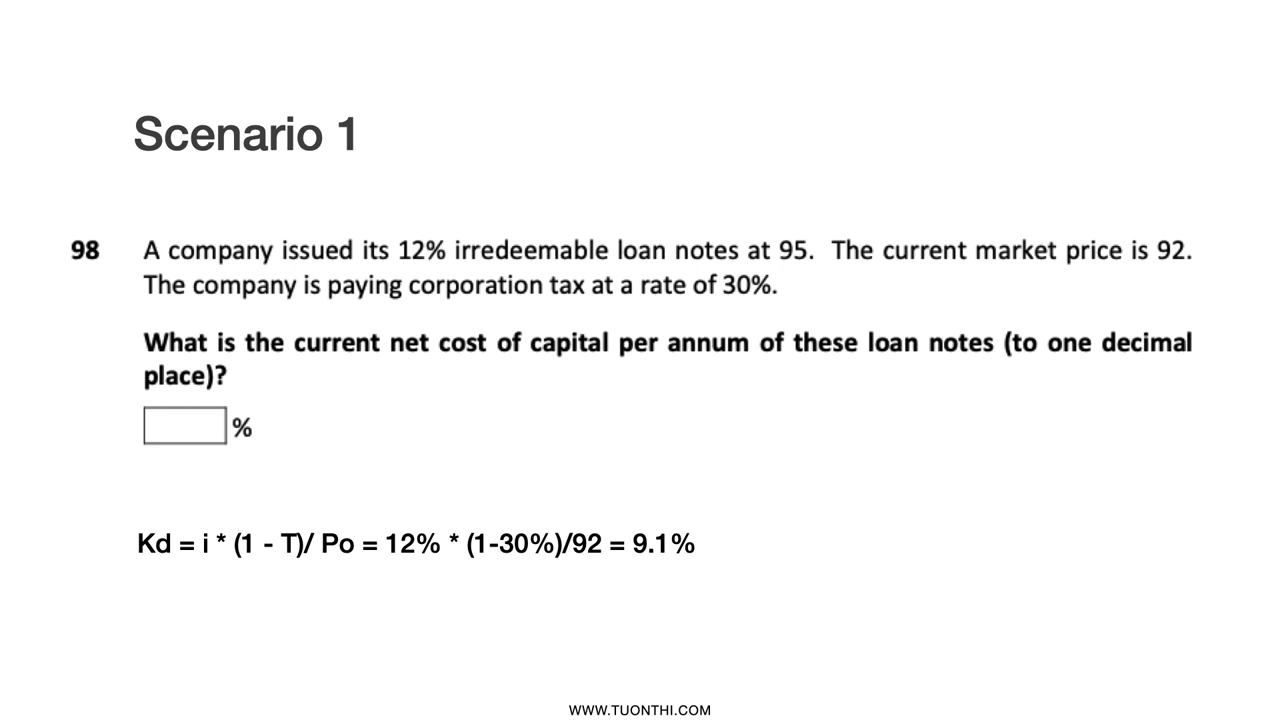 Scenario 1
98 A company issued its 12% irredeemable loan notes at 95. The current market price is 92.
The company is paying corporation tax at a rate of 30%.
What is the current net cost of capital per annum of these loan notes (to one decimal
place)?
%
Kd = i * (1 - T)/ Po = 12% * (1-30%)/92 = 9.1%
WWW.TUONTHI.COM